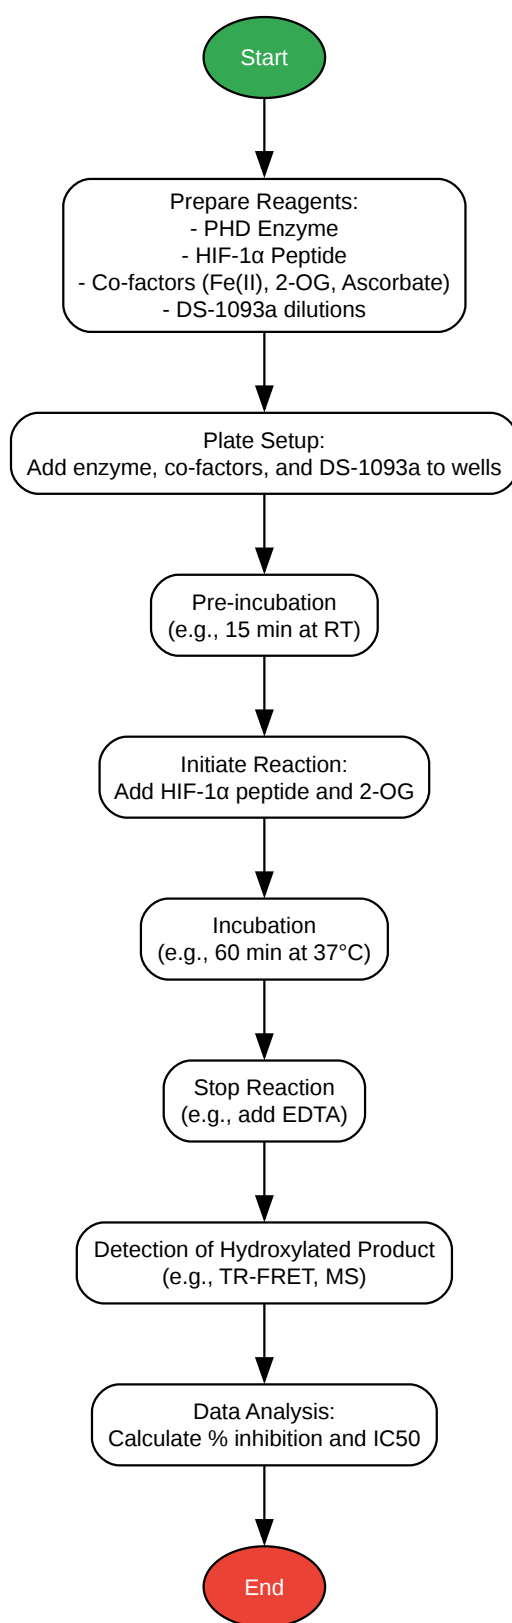 Start
Prepare Reagents:
- PHD Enzyme
- HIF-1α Peptide
- Co-factors (Fe(II), 2-OG, Ascorbate)
- DS-1093a dilutions
Plate Setup:
Add enzyme, co-factors, and DS-1093a to wells
Pre-incubation
(e.g., 15 min at RT)
Initiate Reaction:
Add HIF-1α peptide and 2-OG
Incubation
(e.g., 60 min at 37°C)
Stop Reaction
(e.g., add EDTA)
Detection of Hydroxylated Product
(e.g., TR-FRET, MS)
Data Analysis:
Calculate % inhibition and IC50
End